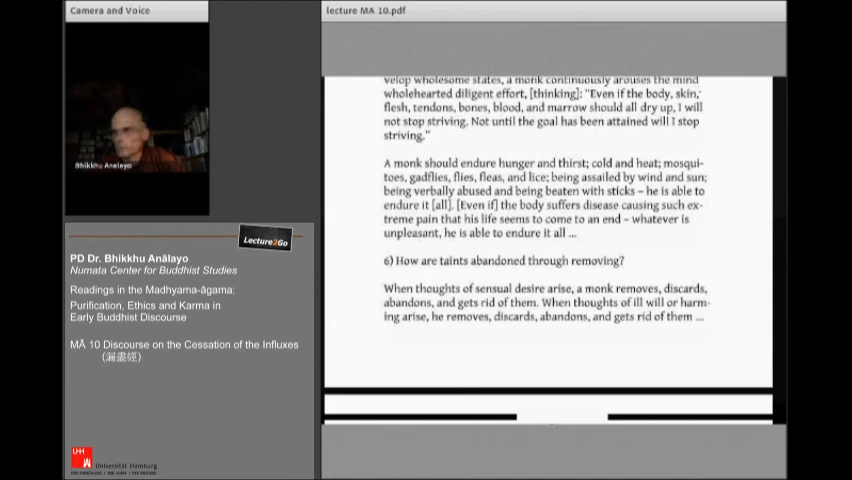 Camera and Voice
lecture MA 10.pdf
Bhikkhu Analayo
Lecture2Go
PD Dr. Bhikkhu Anālayo
Numata Center for Buddhist Studies
Readings in the Madhyama-āgama:
Purification, Ethics and Karma in
Early Buddhist Discourse
MĀ 10 Discourse on the Cessation of the Influxes
(漏盡經)
UH
Universität Hamburg
DER FORSCHUNG | DER LEHRE | DER BILDUNG
velop wholesome states, a monk continuously arouses the mind
wholehearted diligent effort, [thinking]: "Even if the body, skin,
flesh, tendons, bones, blood, and marrow should all dry up, I will
not stop striving. Not until the goal has been attained will I stop
striving."
A monk should endure hunger and thirst; cold and heat; mosqui-
toes, gadflies, flies, fleas, and lice; being assailed by wind and sun;
being verbally abused and being beaten with sticks – he is able to
endure it [all]. [Even if] the body suffers disease causing such ex-
treme pain that his life seems to come to an end – whatever is
unpleasant, he is able to endure it all ...
6) How are taints abandoned through removing?
When thoughts of sensual desire arise, a monk removes, discards,
abandons, and gets rid of them. When thoughts of ill will or harm-
ing arise, he removes, discards, abandons, and gets rid of them ...